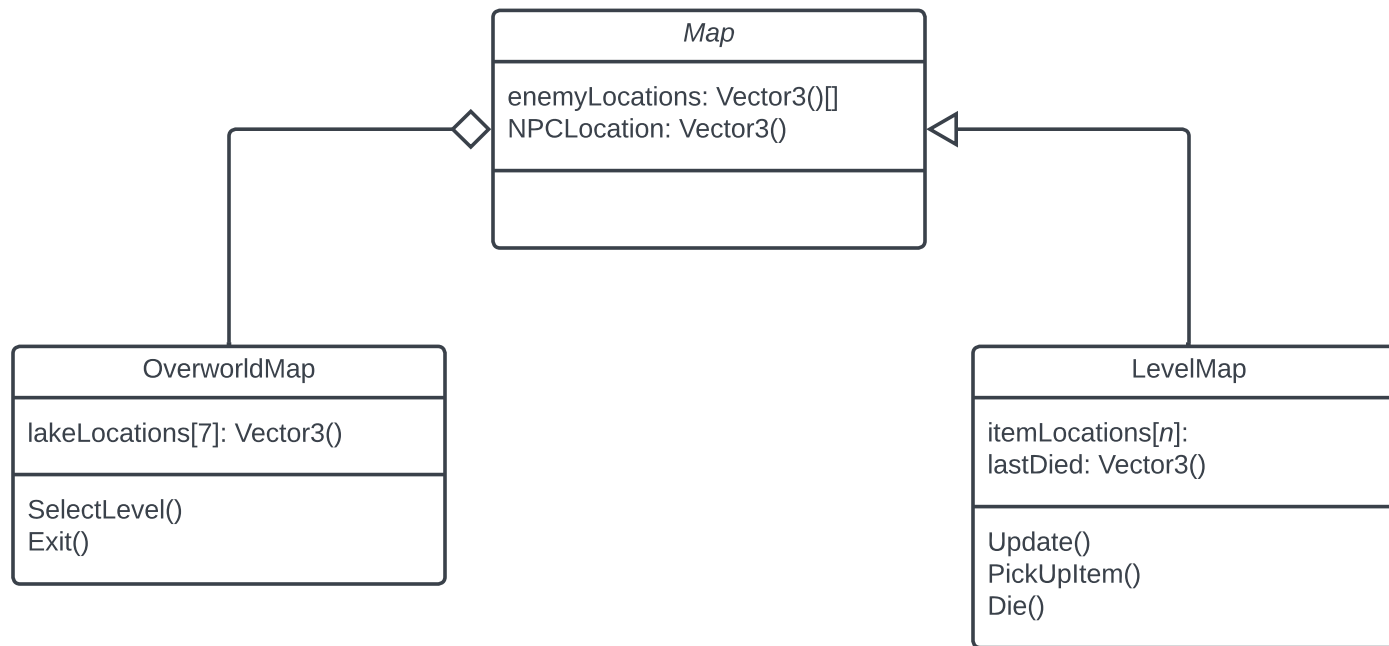 Map
enemyLocations: Vector3()[]
NPCLocation: Vector3()
OverworldMap
lakeLocations[7]: Vector3()
SelectLevel()
Exit()
LevelMap
itemLocations[n]:
lastDied: Vector3()
Update()
PickUpItem()
Die()